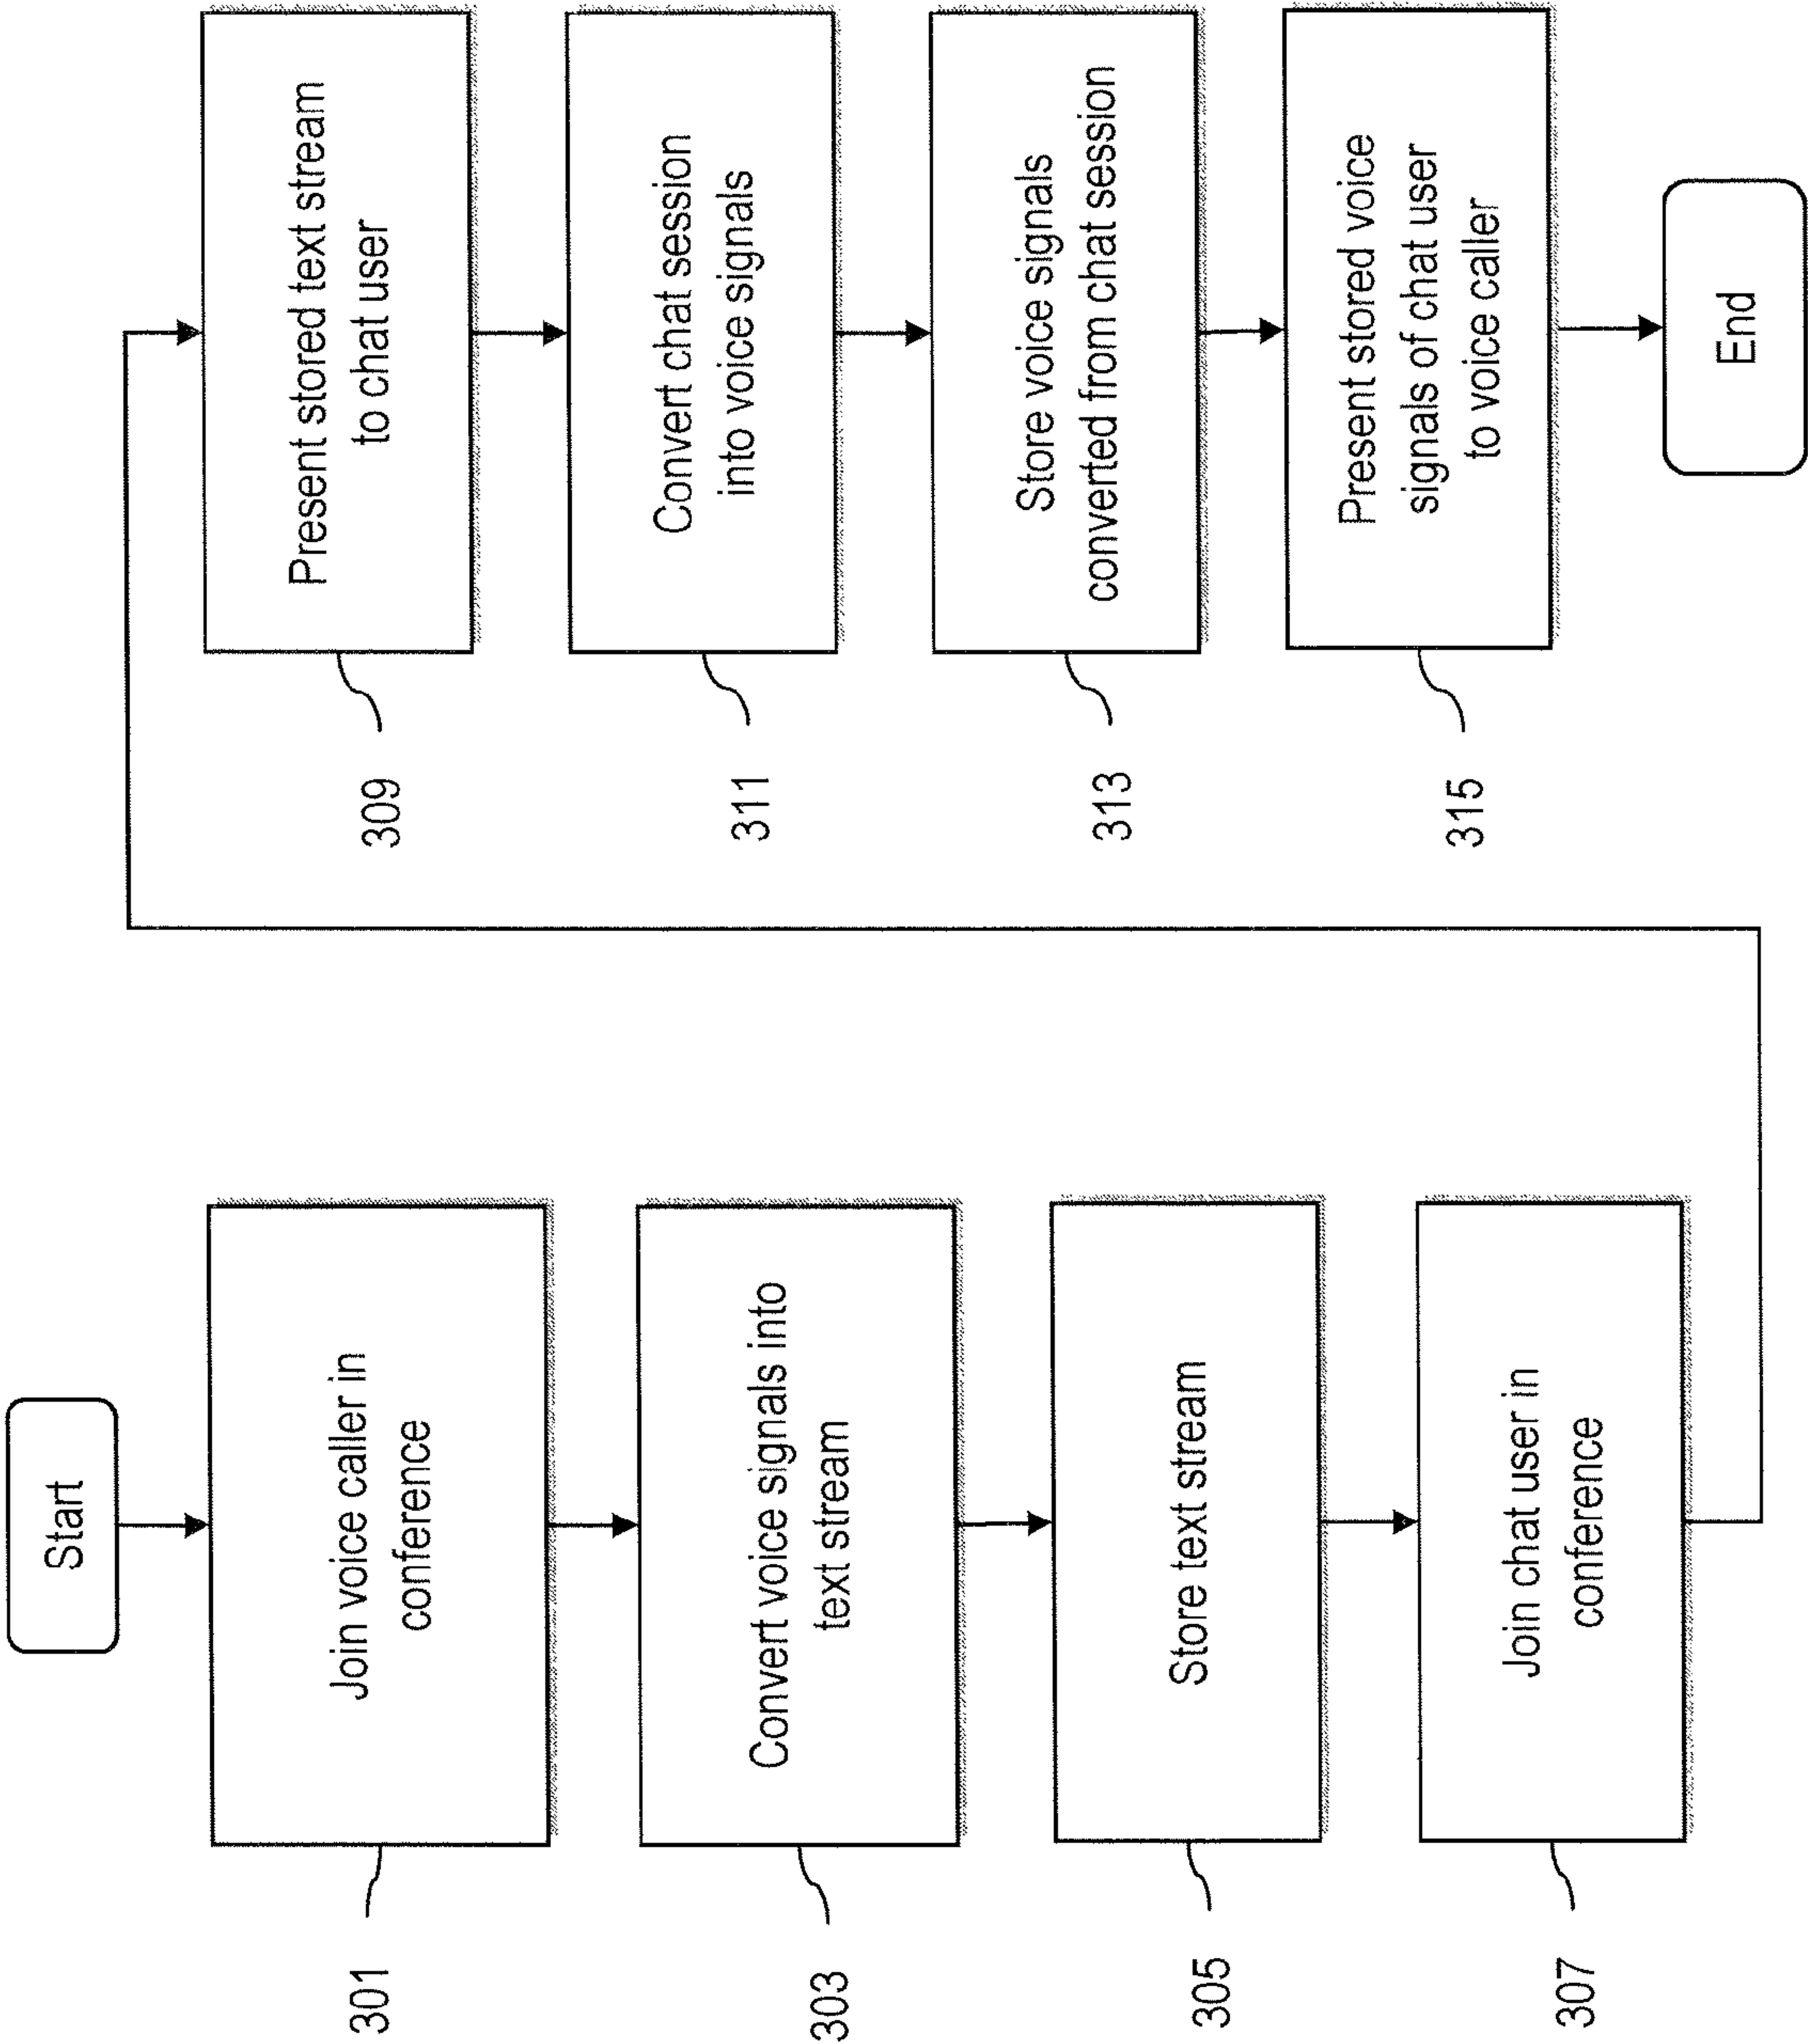 Start
301
Join voice caller in
conference
303
Convert voice signals into
text stream
305
Store text stream
307
Join chat user in
conference
309
Present stored text stream
to chat user
311
Convert chat session
into voice signals
313
Store voice signals
converted from chat session
315
Present stored voice
signals of chat user
to voice caller
End